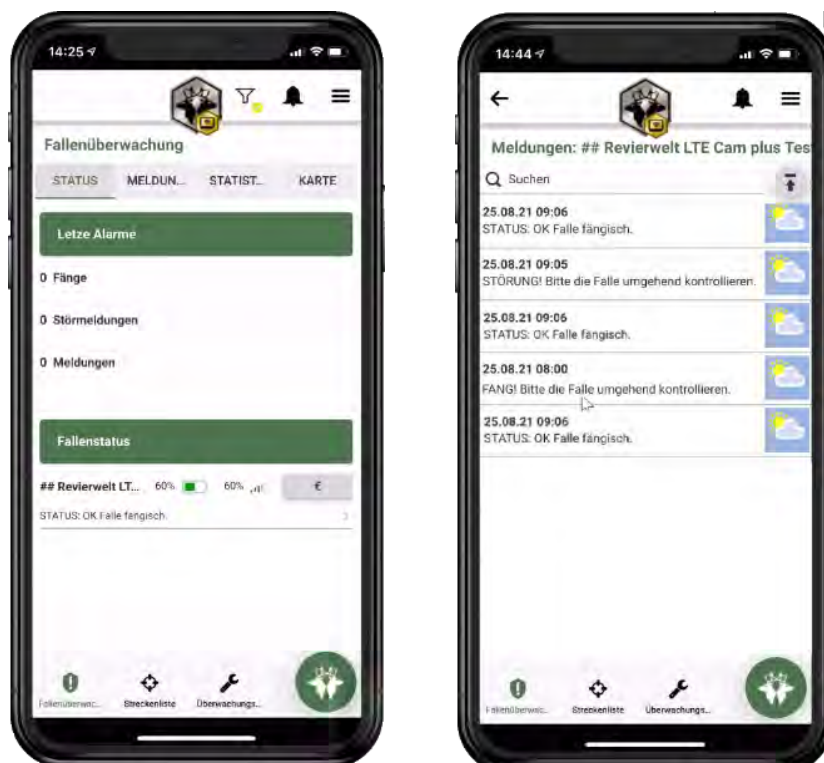 14:25
Fallenüberwachung
STATUS MELDUN... STATIST... KARTE
Letze Alarme
0 Fänge
0 Störmeldungen
0 Meldungen
Fallenstatus
## Revierwelt LT... 60% 60% €
STATUS: OK Falle fängisch.
Fallenüberwac... Streckenliste Überwachungs...
14:44
Meldungen: ## Revierwelt LTE Cam plus Tes
Suchen
25.08.21 09:06
STATUS: OK Falle fängisch.
25.08.21 09:05
STÖRUNG! Bitte die Falle umgehend kontrollieren.
25.08.21 09:06
STATUS: OK Falle fängisch.
25.08.21 08:00
FANG! Bitte die Falle umgehend kontrollieren.
25.08.21 09:06
STATUS: OK Falle fängisch.
Fallenüberwac... Streckenliste Überwachungs...